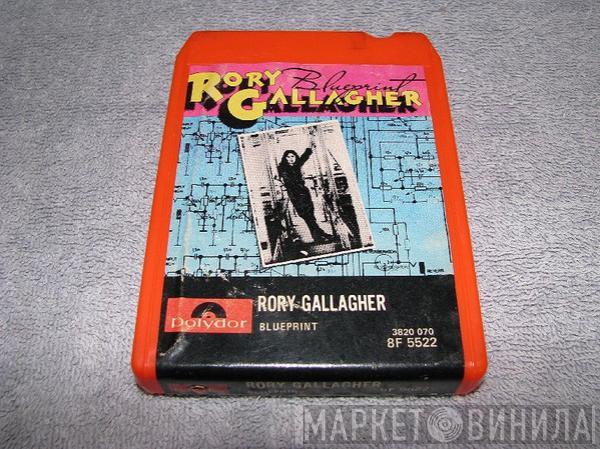 RORY Blueprint
GALLAGHER
polydor
RORY GALLAGHER
BLUEPRINT
3820 070
8F 5522
RORY GALLAGHER
МАРКЕТ ВИНИЛА